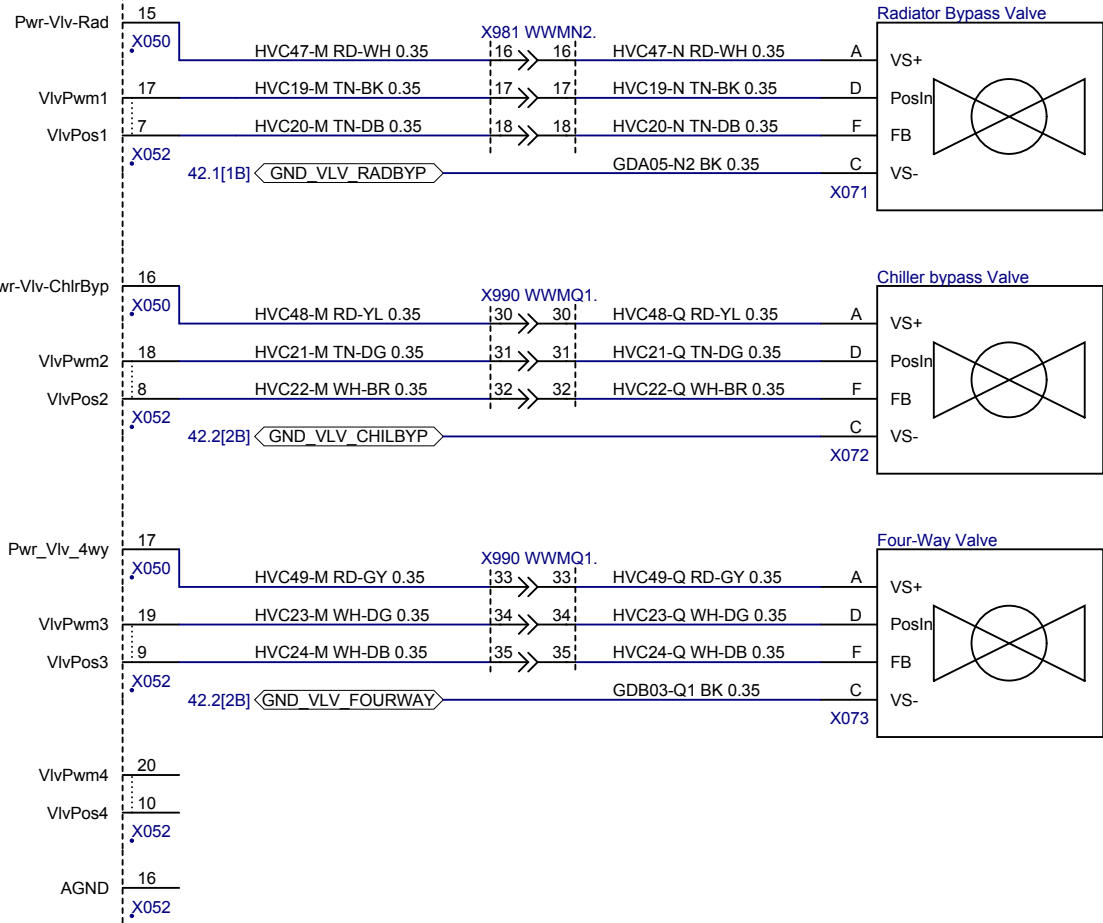 Radiator Bypass Valve
Pwr-Vlv-Rad 15
X050
X981 WWMN2.
HVC47-M RD-WH 0.35 16 16 HVC47-N RD-WH 0.35 A VS+
VlvPwm1 17 HVC19-M TN-BK 0.35 17 17 HVC19-N TN-BK 0.35 D PosIn
VlvPos1 7 HVC20-M TN-DB 0.35 18 18 HVC20-N TN-DB 0.35 F FB
X052
42.1[1B] GND_VLV_RADBYP GDA05-N2 BK 0.35 C VS-
X071
Chiller bypass Valve
wr-Vlv-ChlrByp 16
X050
X990 WWMQ1.
HVC48-M RD-YL 0.35 30 30 HVC48-Q RD-YL 0.35 A VS+
VlvPwm2 18 HVC21-M TN-DG 0.35 31 31 HVC21-Q TN-DG 0.35 D PosIn
VlvPos2 8 HVC22-M WH-BR 0.35 32 32 HVC22-Q WH-BR 0.35 F FB
X052
42.2[2B] GND_VLV_CHILBYP C VS-
X072
Four-Way Valve
Pwr_Vlv_4wy 17
X050
X990 WWMQ1.
HVC49-M RD-GY 0.35 33 33 HVC49-Q RD-GY 0.35 A VS+
VlvPwm3 19 HVC23-M WH-DG 0.35 34 34 HVC23-Q WH-DG 0.35 D PosIn
VlvPos3 9 HVC24-M WH-DB 0.35 35 35 HVC24-Q WH-DB 0.35 F FB
X052
42.2[2B] GND_VLV_FOURWAY GDB03-Q1 BK 0.35 C VS-
X073
VlvPwm4 20
VlvPos4 10
X052
AGND 16
X052